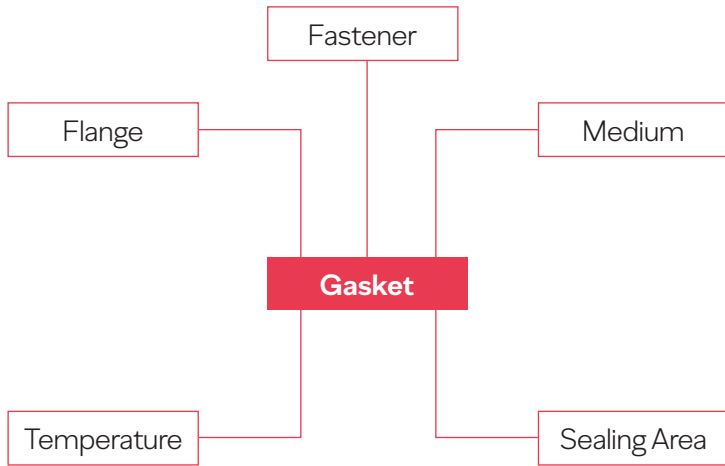 Fastener
Flange
Medium
Gasket
Temperature
Sealing Area